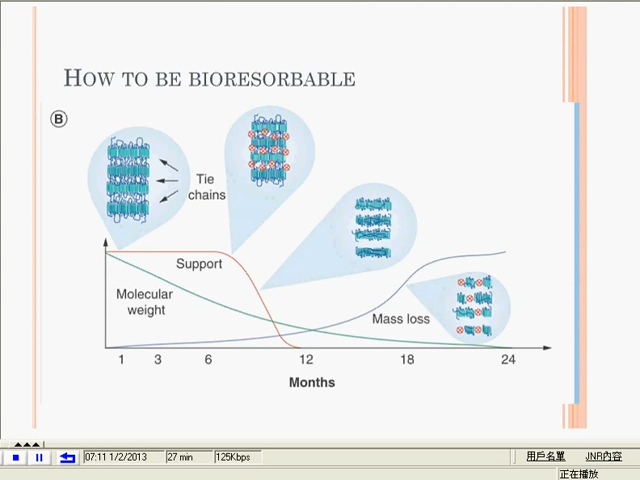 HOW TO BE BIORESORBABLE
B
Tie
chains
Support
Molecular
weight
Mass loss
1 3 6 12 18 24
Months
07:11 1/2/2013 27 min 125Kbps 用戶名單 JNR內容
正在播放